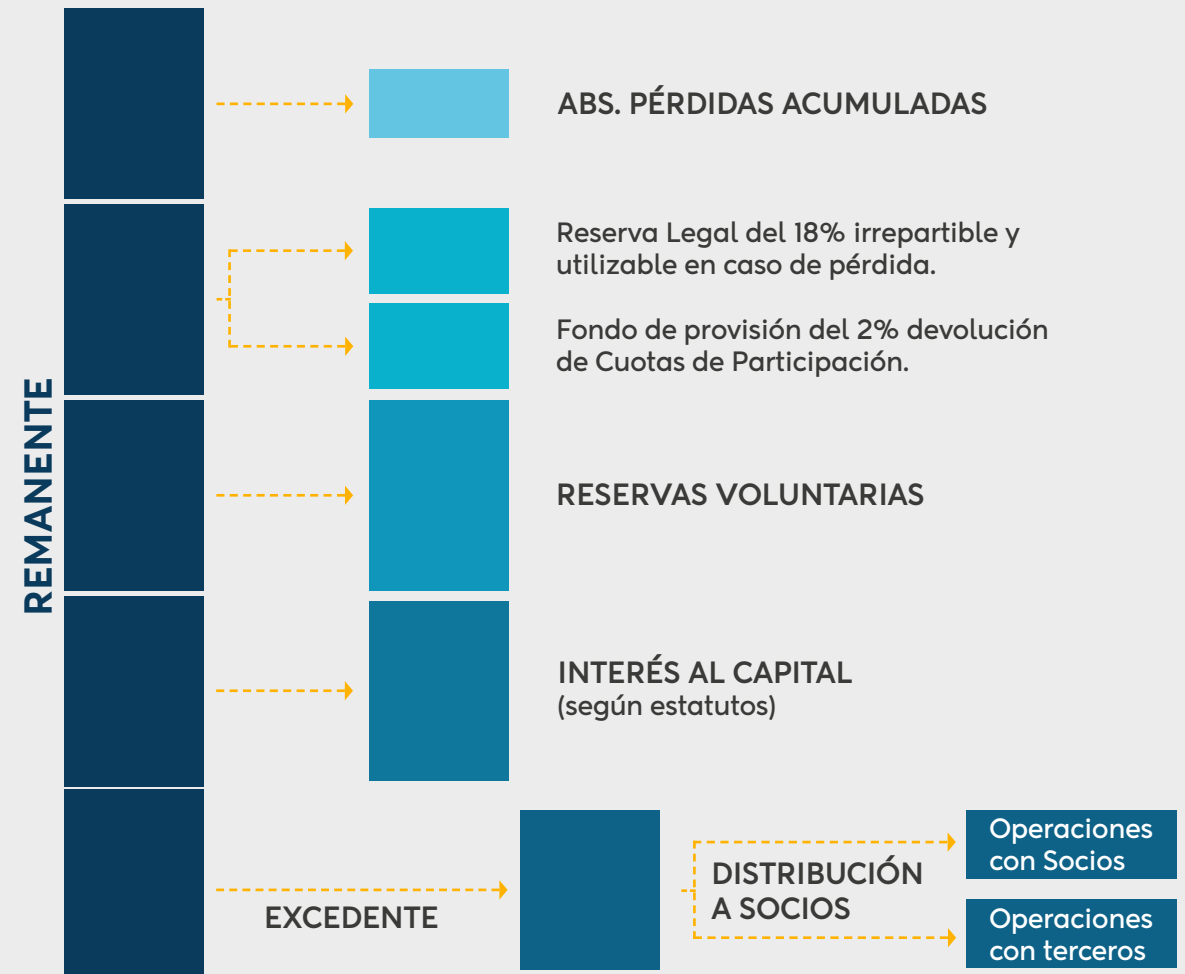 REMANENTE
ABS. PÉRDIDAS ACUMULADAS
Reserva Legal del 18% irrepartible y
utilizable en caso de pérdida.
Fondo de provisión del 2% devolución
de Cuotas de Participación.
RESERVAS VOLUNTARIAS
INTERÉS AL CAPITAL
(según estatutos)
EXCEDENTE
DISTRIBUCIÓN
A SOCIOS
Operaciones
con Socios
Operaciones
con terceros